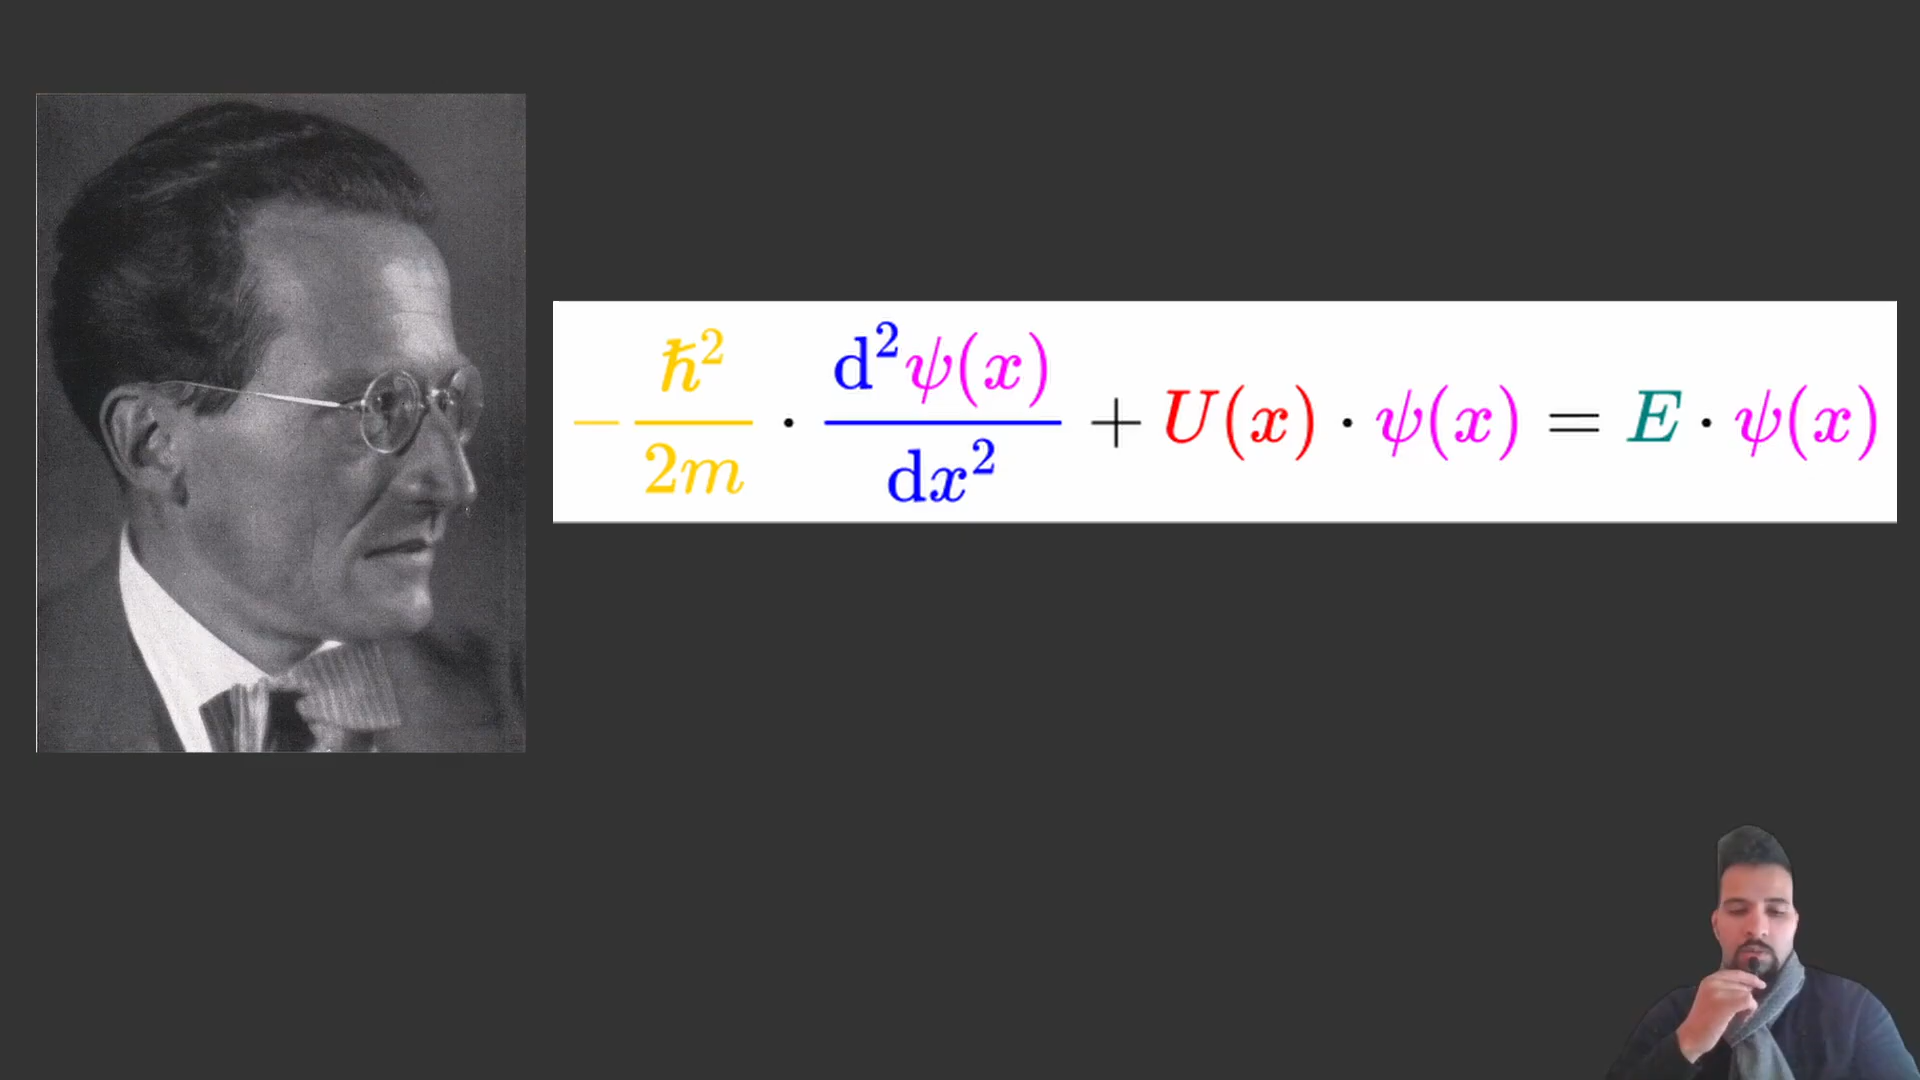 −ħ²/2m · d²ψ(x)/dx² + U(x) · ψ(x) = E · ψ(x)